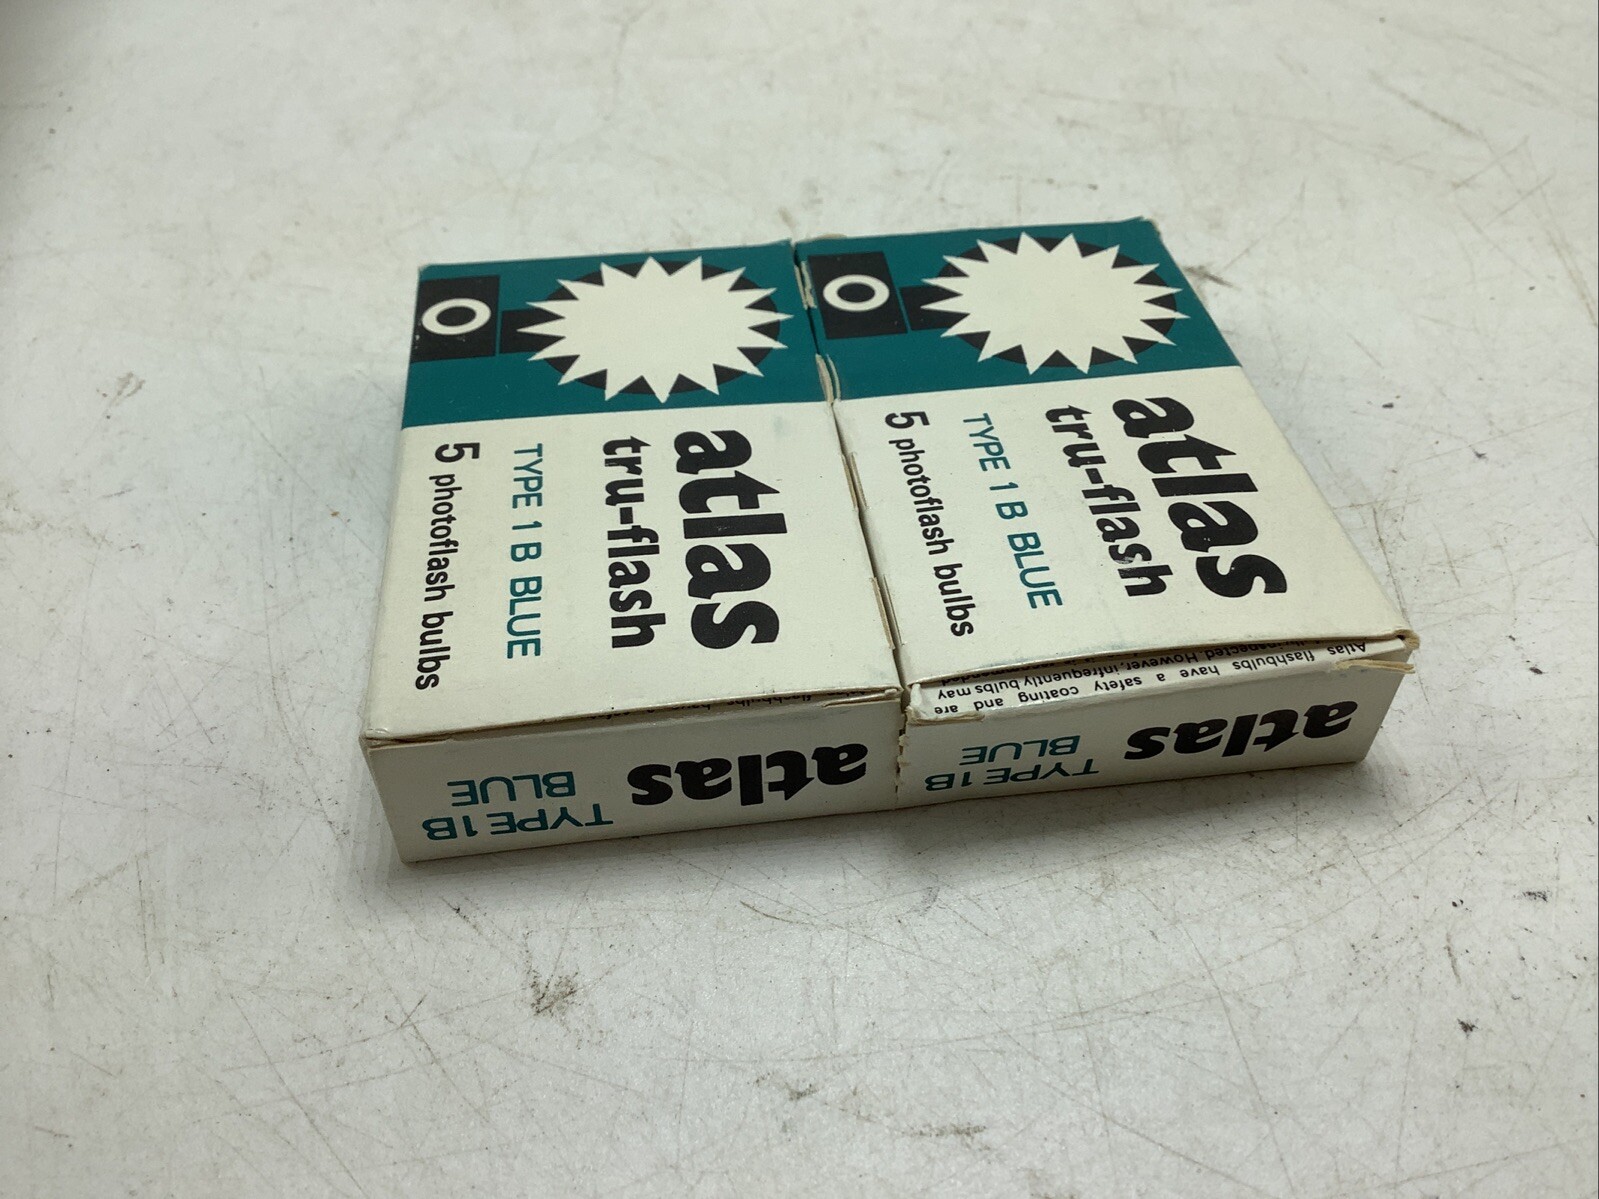 atlas
tru-flash
TYPE 1 B BLUE
5 photoflash bulbs
atlas
tru-flash
TYPE 1 B BLUE
5 photoflash bulbs
atlas
TYPE 1B
BLUE
Atlas flashbulbs have a safety coating and are
inspected. However, infrequently bulbs may
atlas
TYPE 1B
BLUE